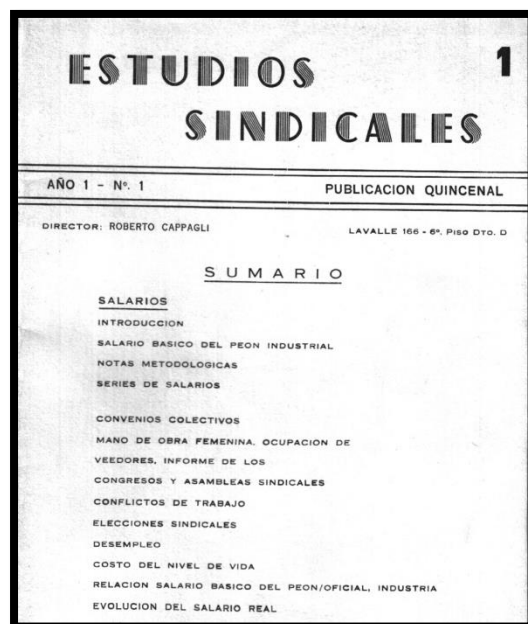 ESTUDIOS 1
SINDICALES
AÑO 1 - Nº. 1 PUBLICACION QUINCENAL
DIRECTOR: ROBERTO CAPPAGLI LAVALLE 166 - 6º. PISO DTO. D
SUMARIO
SALARIOS
INTRODUCCION
SALARIO BASICO DEL PEON INDUSTRIAL
NOTAS METODOLOGICAS
SERIES DE SALARIOS
CONVENIOS COLECTIVOS
MANO DE OBRA FEMENINA, OCUPACION DE
VEEDORES, INFORME DE LOS
CONGRESOS Y ASAMBLEAS SINDICALES
CONFLICTOS DE TRABAJO
ELECCIONES SINDICALES
DESEMPLEO
COSTO DEL NIVEL DE VIDA
RELACION SALARIO BASICO DEL PEON/OFICIAL, INDUSTRIA
EVOLUCION DEL SALARIO REAL